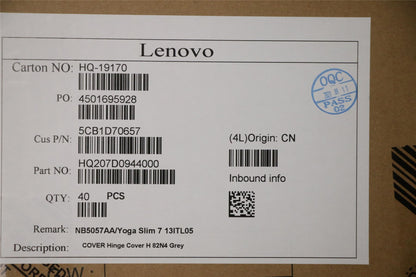 Lenovo
Carton NO: HQ-19170
PO: 4501695928
OQC
PASS
02
Cus P/N: 5CB1D70657
(4L)Origin: CN
Part NO: HQ207D0944000
Inbound info
QTY: 40 PCS
Remark: NB5057AA/Yoga Slim 7 13ITL05
Description: COVER Hinge Cover H 82N4 Grey